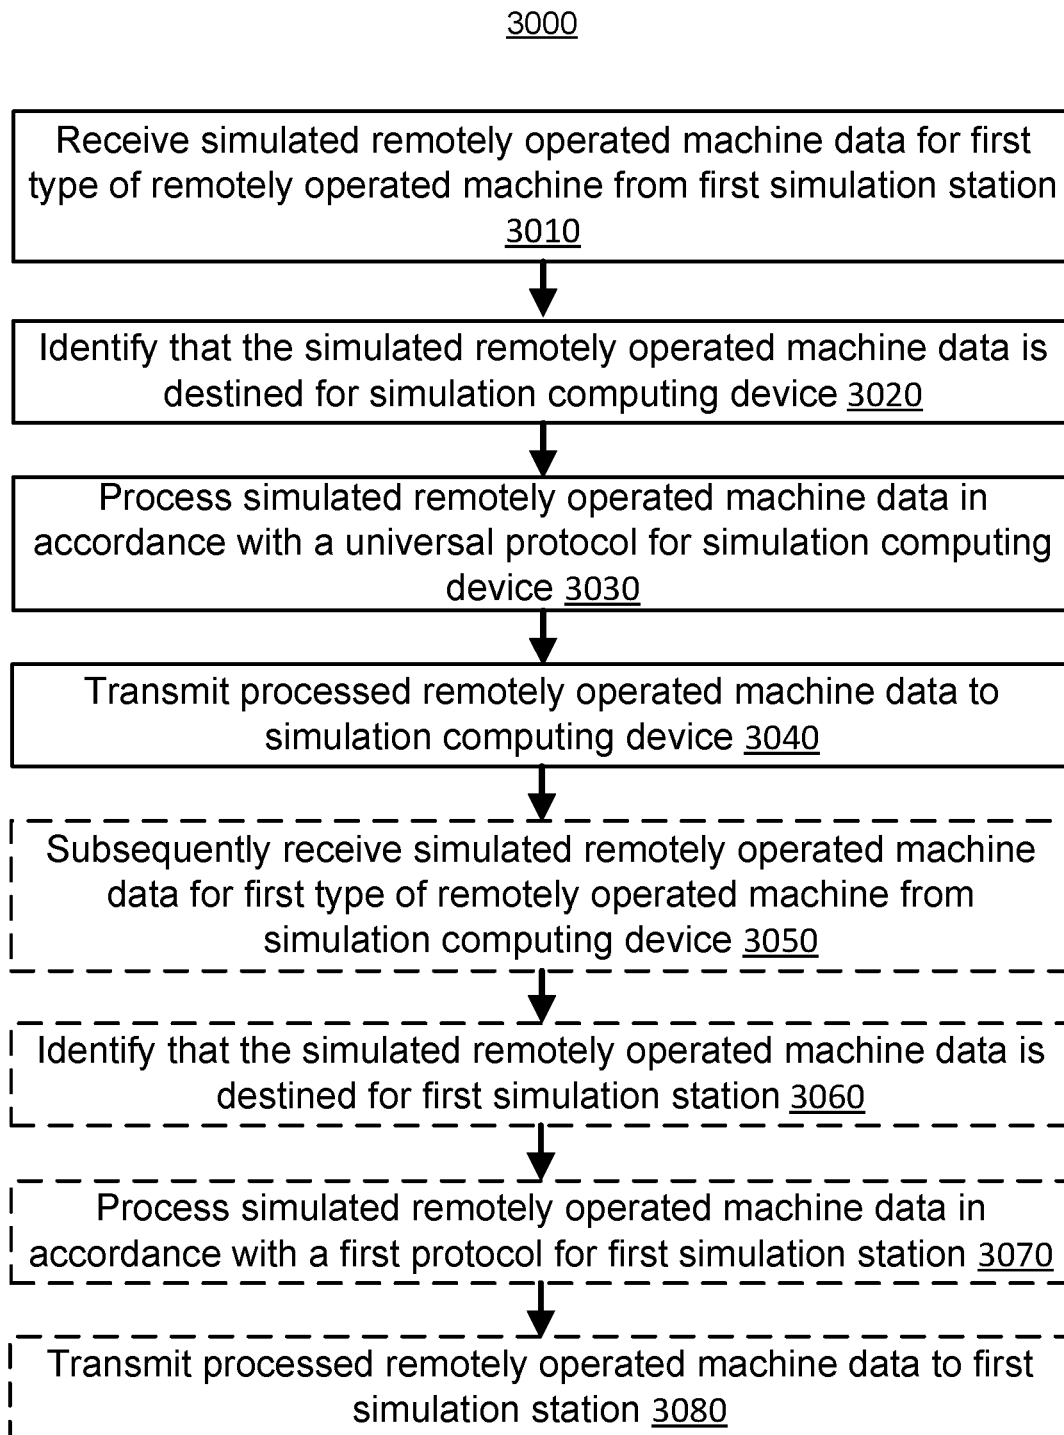 3000
Receive simulated remotely operated machine data for first
type of remotely operated machine from first simulation station
3010
Identify that the simulated remotely operated machine data is
destined for simulation computing device 3020
Process simulated remotely operated machine data in
accordance with a universal protocol for simulation computing
device 3030
Transmit processed remotely operated machine data to
simulation computing device 3040
Subsequently receive simulated remotely operated machine
data for first type of remotely operated machine from
simulation computing device 3050
Identify that the simulated remotely operated machine data is
destined for first simulation station 3060
Process simulated remotely operated machine data in
accordance with a first protocol for first simulation station 3070
Transmit processed remotely operated machine data to first
simulation station 3080